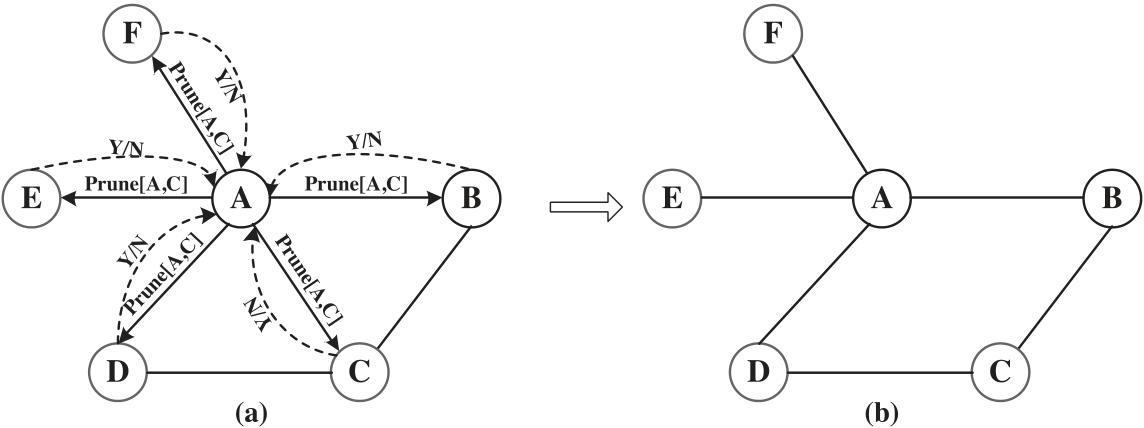 F
Prune[A,C]
Y/N
Y/N
Y/N
E
Prune[A,C]
A
Prune[A,C]
B
Y/N
Prune[A,C]
Prune[A,C]
Y/N
D
C
(a)
F
E
A
B
D
C
(b)